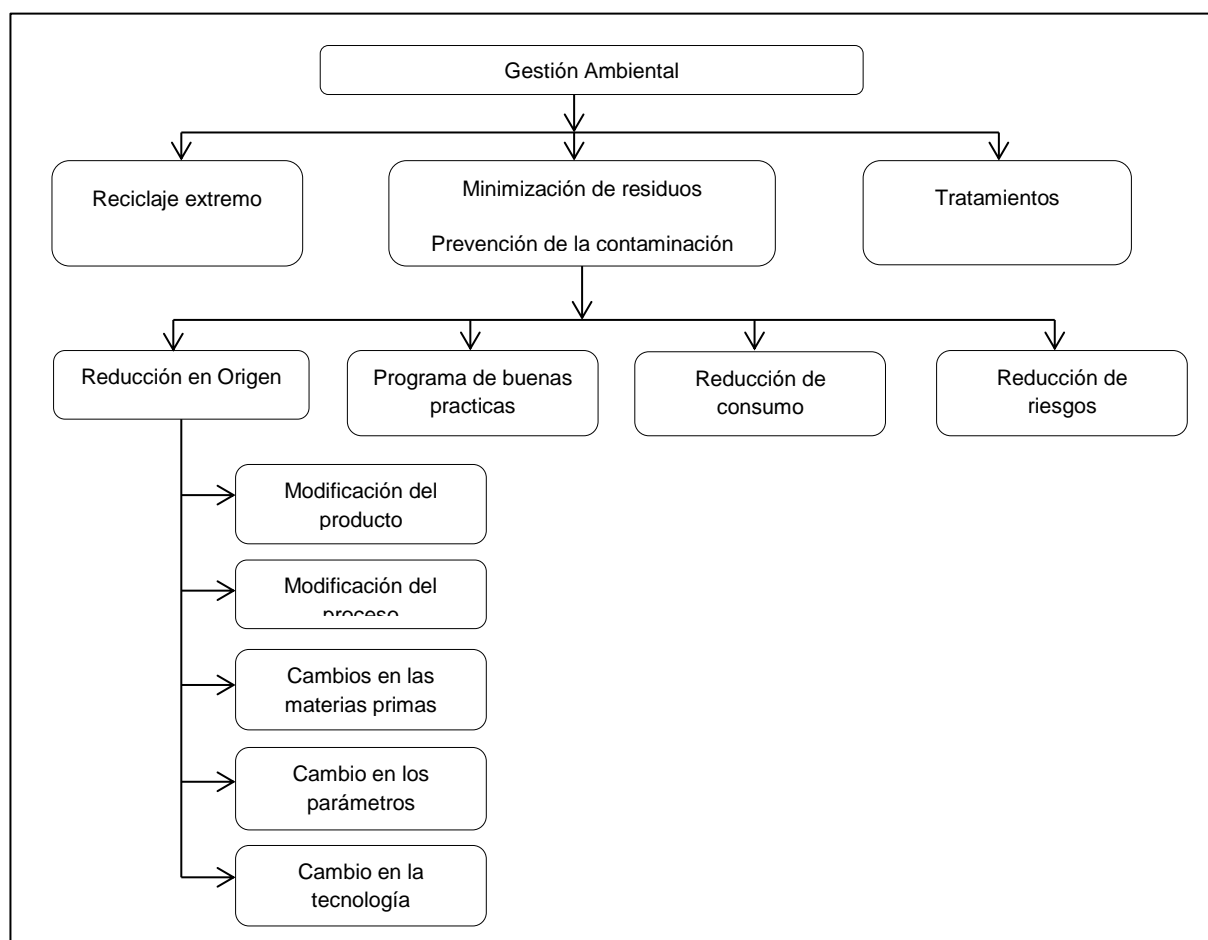 Gestión Ambiental
Reciclaje extremo
Minimización de residuos
Prevención de la contaminación
Tratamientos
Reducción en Origen
Programa de buenas
practicas
Reducción de
consumo
Reducción de
riesgos
Modificación del
producto
Modificación del
proceso
Cambios en las
materias primas
Cambio en los
parámetros
Cambio en la
tecnología